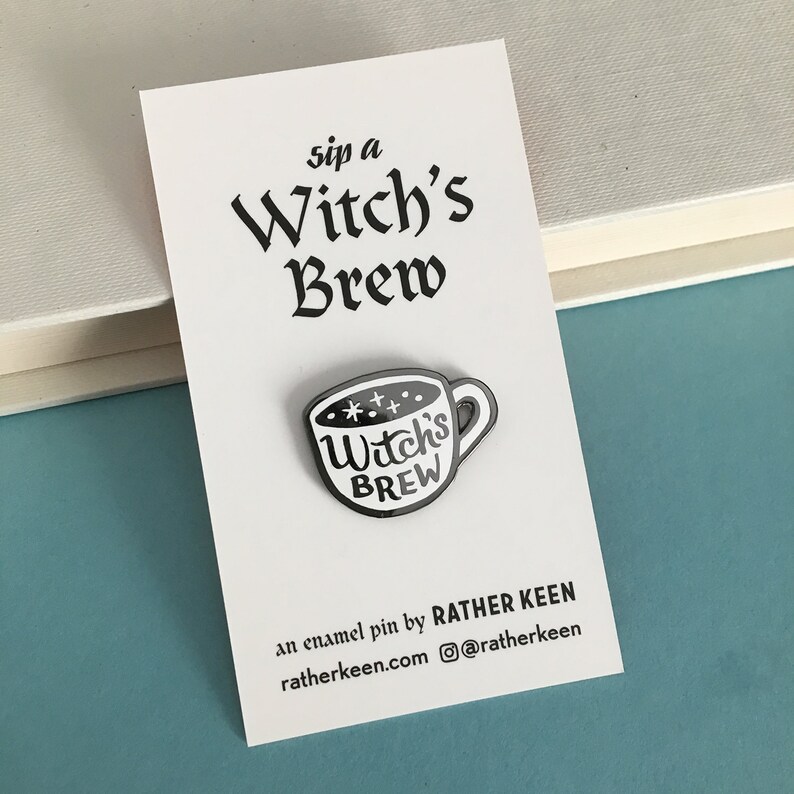 sip a
Witch's
Brew
Witch's
BREW
an enamel pin by RATHER KEEN
ratherkeen.com @ratherkeen